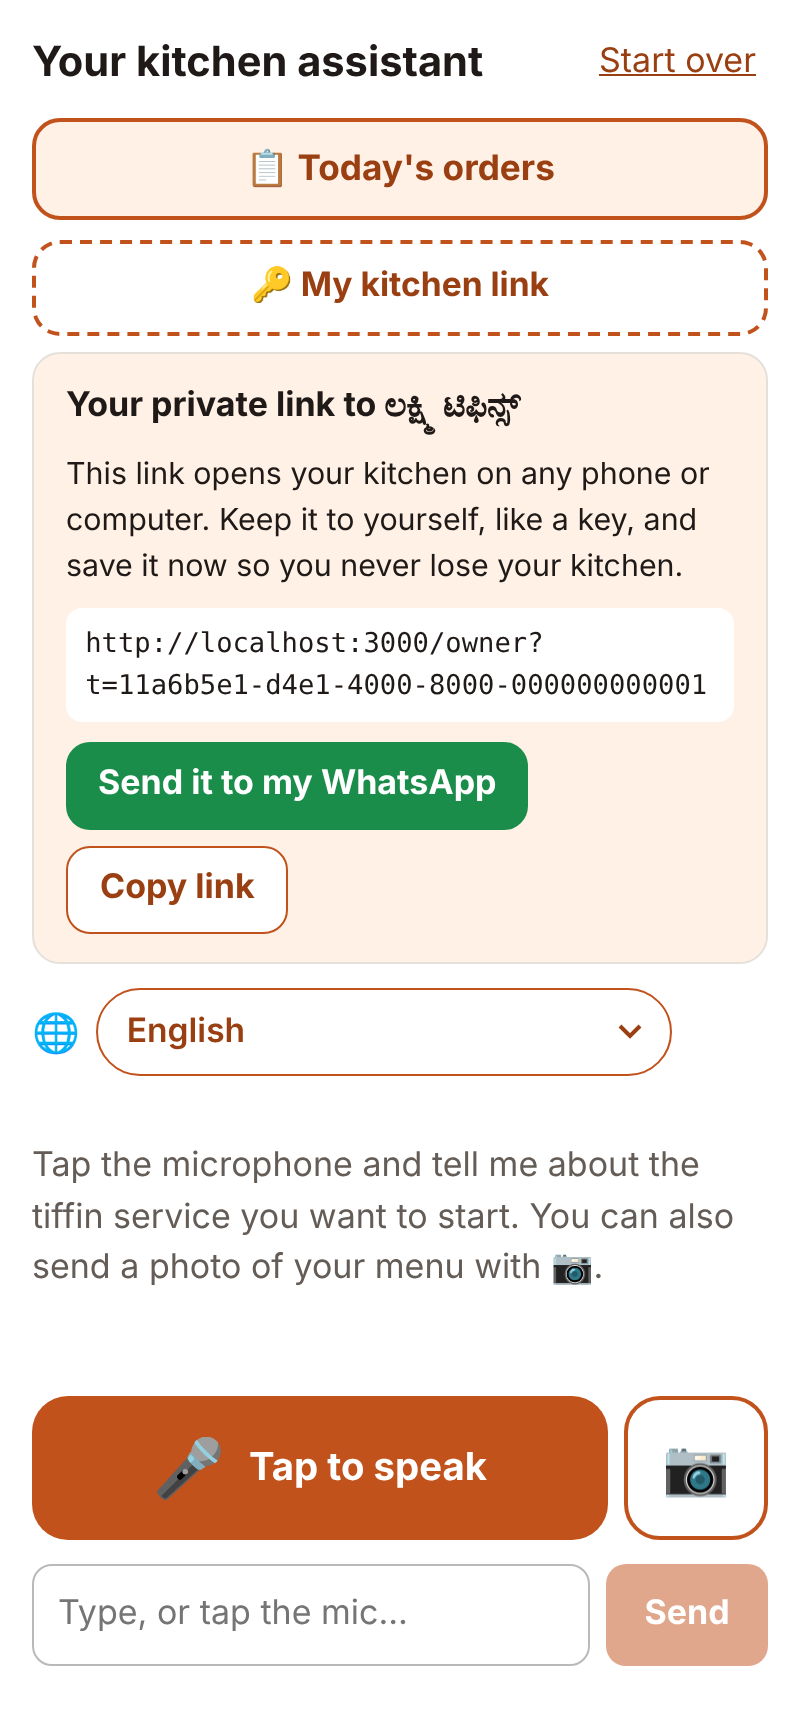 Your kitchen assistant
Start over
📋 Today's orders
🔑 My kitchen link
Your private link to ಲಕ್ಷ್ಮಿ ಟಿಫಿನ್ಸ್
This link opens your kitchen on any phone or
computer. Keep it to yourself, like a key, and
save it now so you never lose your kitchen.
http://localhost:3000/owner?
t=11a6b5e1-d4e1-4000-8000-000000000001
Send it to my WhatsApp
Copy link
🌐 English
Tap the microphone and tell me about the
tiffin service you want to start. You can also
send a photo of your menu with 📷.
🎤 Tap to speak
📷
Type, or tap the mic...
Send